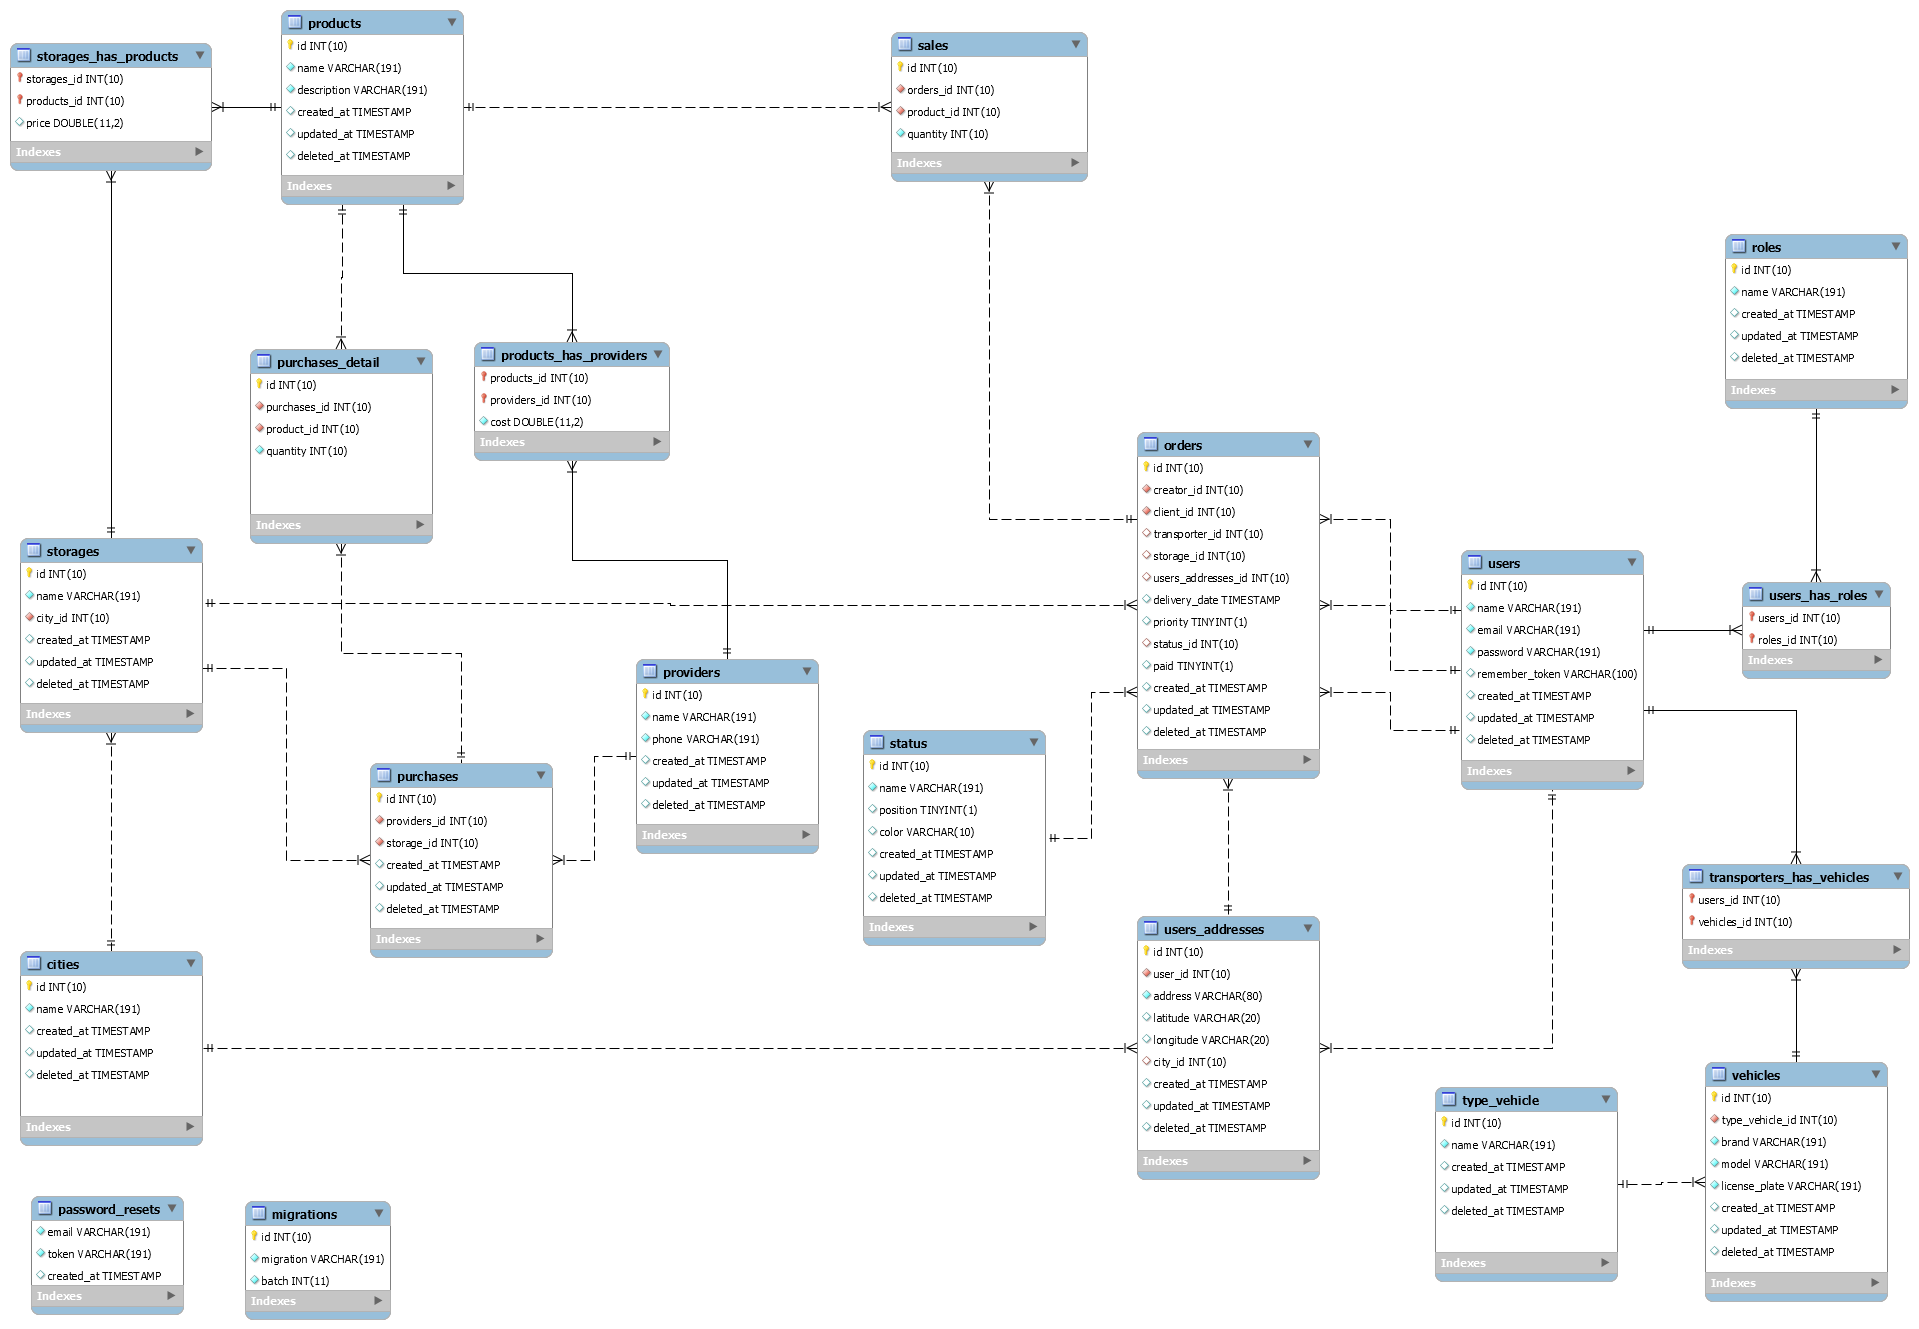 storages_has_products
storages_id INT(10)
products_id INT(10)
price DOUBLE(11,2)
Indexes
products
id INT(10)
name VARCHAR(191)
description VARCHAR(191)
created_at TIMESTAMP
updated_at TIMESTAMP
deleted_at TIMESTAMP
Indexes
sales
id INT(10)
orders_id INT(10)
product_id INT(10)
quantity INT(10)
Indexes
roles
id INT(10)
name VARCHAR(191)
created_at TIMESTAMP
updated_at TIMESTAMP
deleted_at TIMESTAMP
Indexes
purchases_detail
id INT(10)
purchases_id INT(10)
product_id INT(10)
quantity INT(10)
Indexes
products_has_providers
products_id INT(10)
providers_id INT(10)
cost DOUBLE(11,2)
Indexes
orders
id INT(10)
creator_id INT(10)
client_id INT(10)
transporter_id INT(10)
storage_id INT(10)
users_addresses_id INT(10)
delivery_date TIMESTAMP
priority TINYINT(1)
status_id INT(10)
paid TINYINT(1)
created_at TIMESTAMP
updated_at TIMESTAMP
deleted_at TIMESTAMP
Indexes
storages
id INT(10)
name VARCHAR(191)
city_id INT(10)
created_at TIMESTAMP
updated_at TIMESTAMP
deleted_at TIMESTAMP
Indexes
users
id INT(10)
name VARCHAR(191)
email VARCHAR(191)
password VARCHAR(191)
remember_token VARCHAR(100)
created_at TIMESTAMP
updated_at TIMESTAMP
deleted_at TIMESTAMP
Indexes
users_has_roles
users_id INT(10)
roles_id INT(10)
Indexes
providers
id INT(10)
name VARCHAR(191)
phone VARCHAR(191)
created_at TIMESTAMP
updated_at TIMESTAMP
deleted_at TIMESTAMP
Indexes
status
id INT(10)
name VARCHAR(191)
position TINYINT(1)
color VARCHAR(10)
created_at TIMESTAMP
updated_at TIMESTAMP
deleted_at TIMESTAMP
Indexes
purchases
id INT(10)
providers_id INT(10)
storage_id INT(10)
created_at TIMESTAMP
updated_at TIMESTAMP
deleted_at TIMESTAMP
Indexes
transporters_has_vehicles
users_id INT(10)
vehicles_id INT(10)
Indexes
users_addresses
id INT(10)
user_id INT(10)
address VARCHAR(80)
latitude VARCHAR(20)
longitude VARCHAR(20)
city_id INT(10)
created_at TIMESTAMP
updated_at TIMESTAMP
deleted_at TIMESTAMP
Indexes
cities
id INT(10)
name VARCHAR(191)
created_at TIMESTAMP
updated_at TIMESTAMP
deleted_at TIMESTAMP
Indexes
type_vehicle
id INT(10)
name VARCHAR(191)
created_at TIMESTAMP
updated_at TIMESTAMP
deleted_at TIMESTAMP
Indexes
vehicles
id INT(10)
type_vehicle_id INT(10)
brand VARCHAR(191)
model VARCHAR(191)
license_plate VARCHAR(191)
created_at TIMESTAMP
updated_at TIMESTAMP
deleted_at TIMESTAMP
Indexes
password_resets
email VARCHAR(191)
token VARCHAR(191)
created_at TIMESTAMP
Indexes
migrations
id INT(10)
migration VARCHAR(191)
batch INT(11)
Indexes